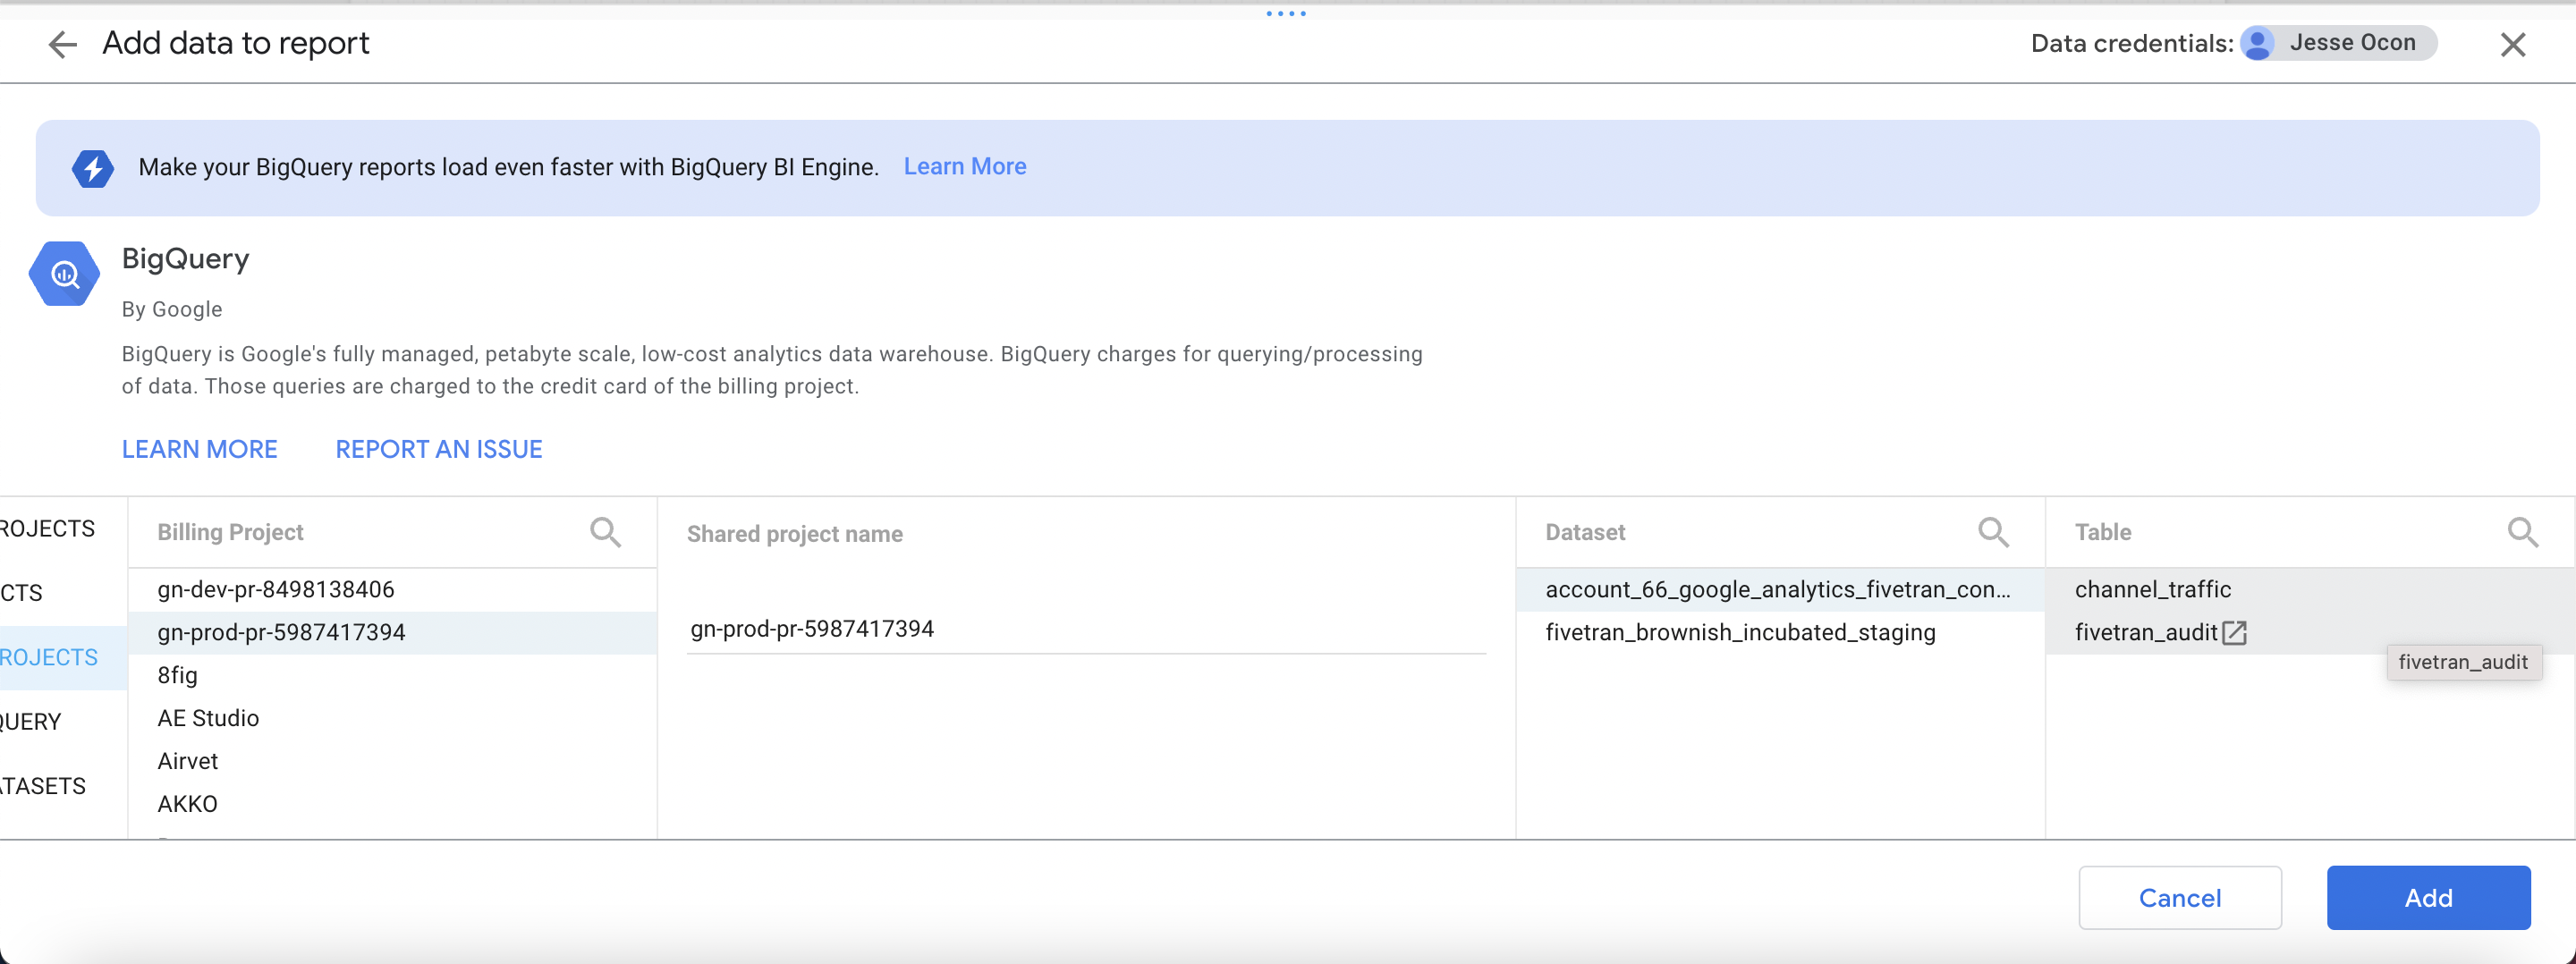 Add data to report
Data credentials: Jesse Ocon
Make your BigQuery reports load even faster with BigQuery BI Engine. Learn More
BigQuery
By Google
BigQuery is Google's fully managed, petabyte scale, low-cost analytics data warehouse. BigQuery charges for querying/processing
of data. Those queries are charged to the credit card of the billing project.
LEARN MORE REPORT AN ISSUE
ROJECTS
CTS
ROJECTS
QUERY
ATASETS
Billing Project
gn-dev-pr-8498138406
gn-prod-pr-5987417394
8fig
AE Studio
Airvet
AKKO
Shared project name
gn-prod-pr-5987417394
Dataset
account_66_google_analytics_fivetran_con...
fivetran_brownish_incubated_staging
Table
channel_traffic
fivetran_audit
fivetran_audit
Cancel Add